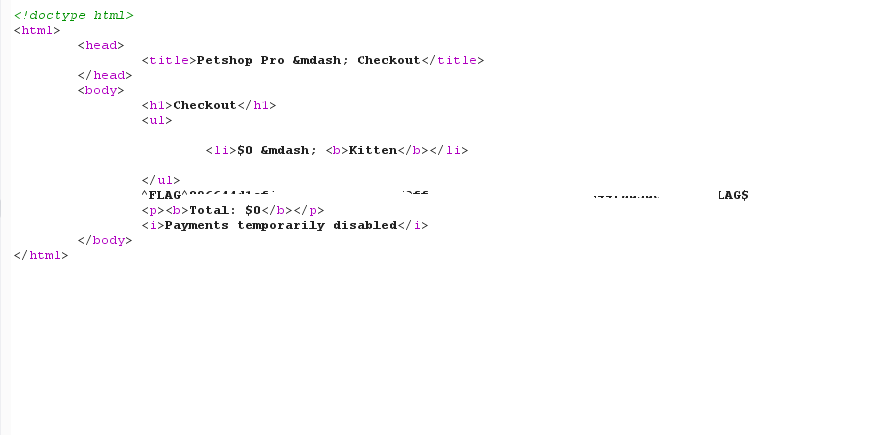 <!doctype html>
<html>
<head>
<title>Petshop Pro &mdash; Checkout</title>
</head>
<body>
<h1>Checkout</h1>
<ul>
<li>$0 &mdash; <b>Kitten</b></li>
</ul>
^FLAG^ LAG$
<p><b>Total: $0</b></p>
<i>Payments temporarily disabled</i>
</body>
</html>